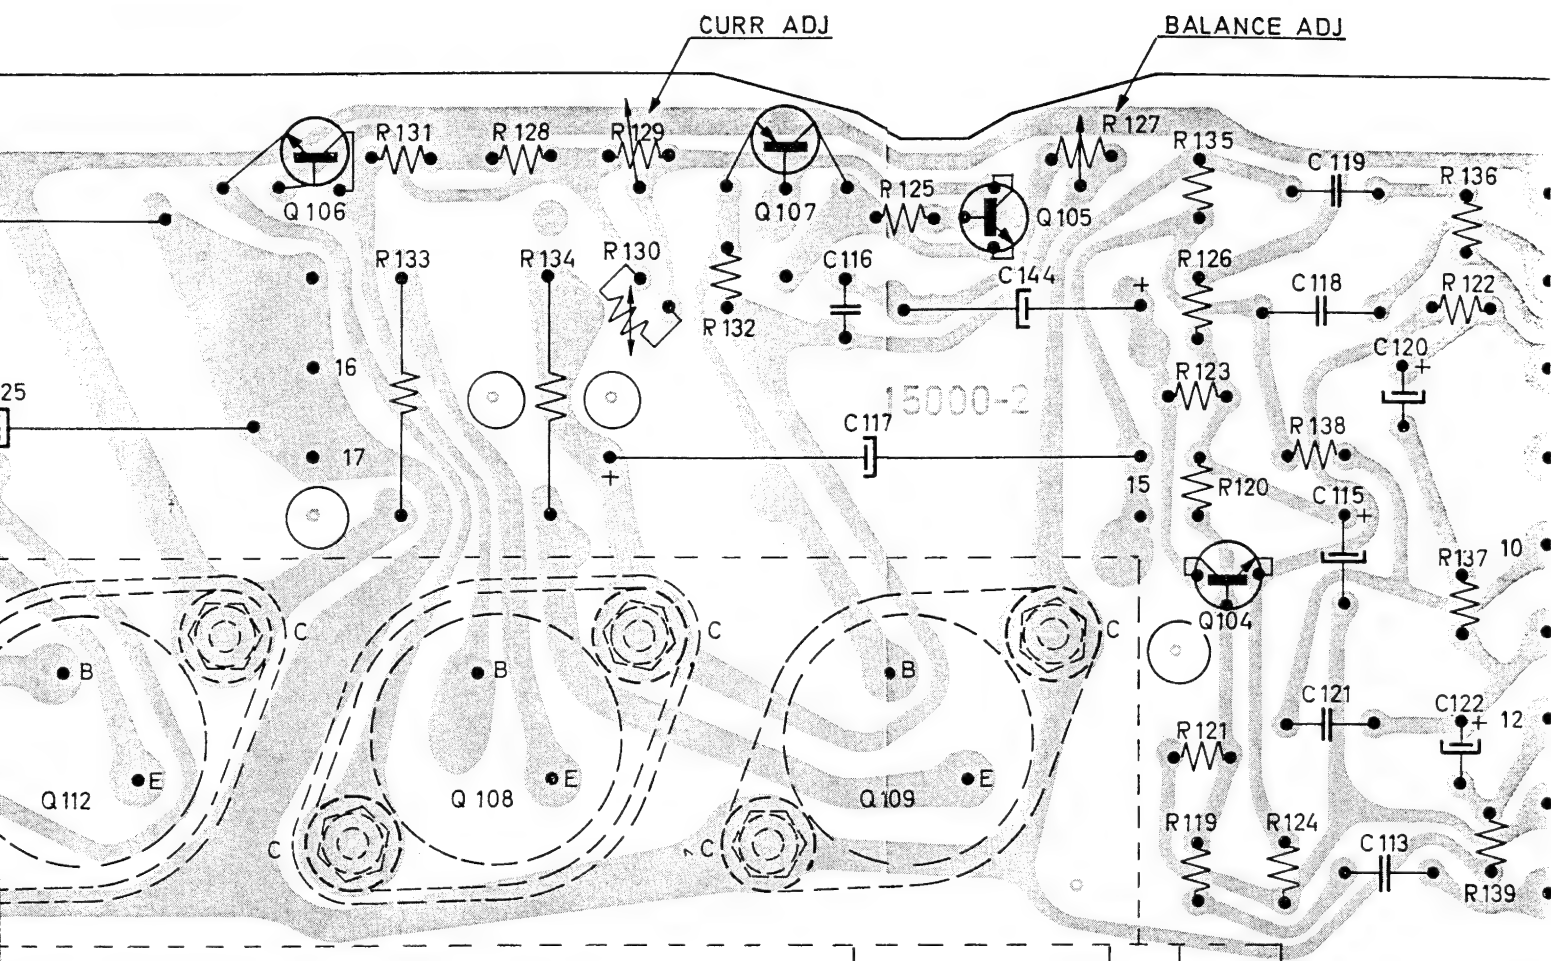 CURR ADJ
BALANCE ADJ
R131
R128
R129
R127
R135
C119
R136
Q106
Q107
R125
Q105
R133
R134
R130
C116
C144
+
R126
C118
R122
R132
16
C120
+
25
R123
C117
15000-2
R138
17
+
15
R120
C115
+
10
R137
Q104
C
C
C
B
B
B
C121
C122
+
12
R121
E
E
E
Q112
Q108
Q109
C
C
R119
R124
C113
R139